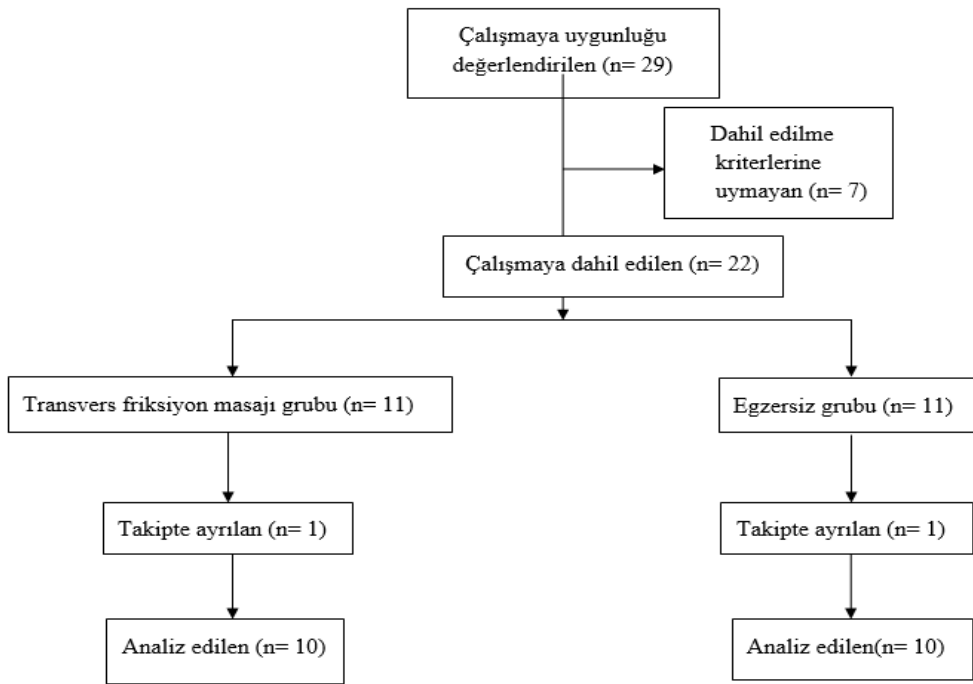 Çalışmaya uygunluğu
değerlendirilen (n= 29)
Dahil edilme
kriterlerine
uymayan (n= 7)
Çalışmaya dahil edilen (n= 22)
Transvers friksiyon masajı grubu (n= 11)
Egzersiz grubu (n= 11)
Takipte ayrılan (n= 1)
Takipte ayrılan (n= 1)
Analiz edilen (n= 10)
Analiz edilen(n= 10)